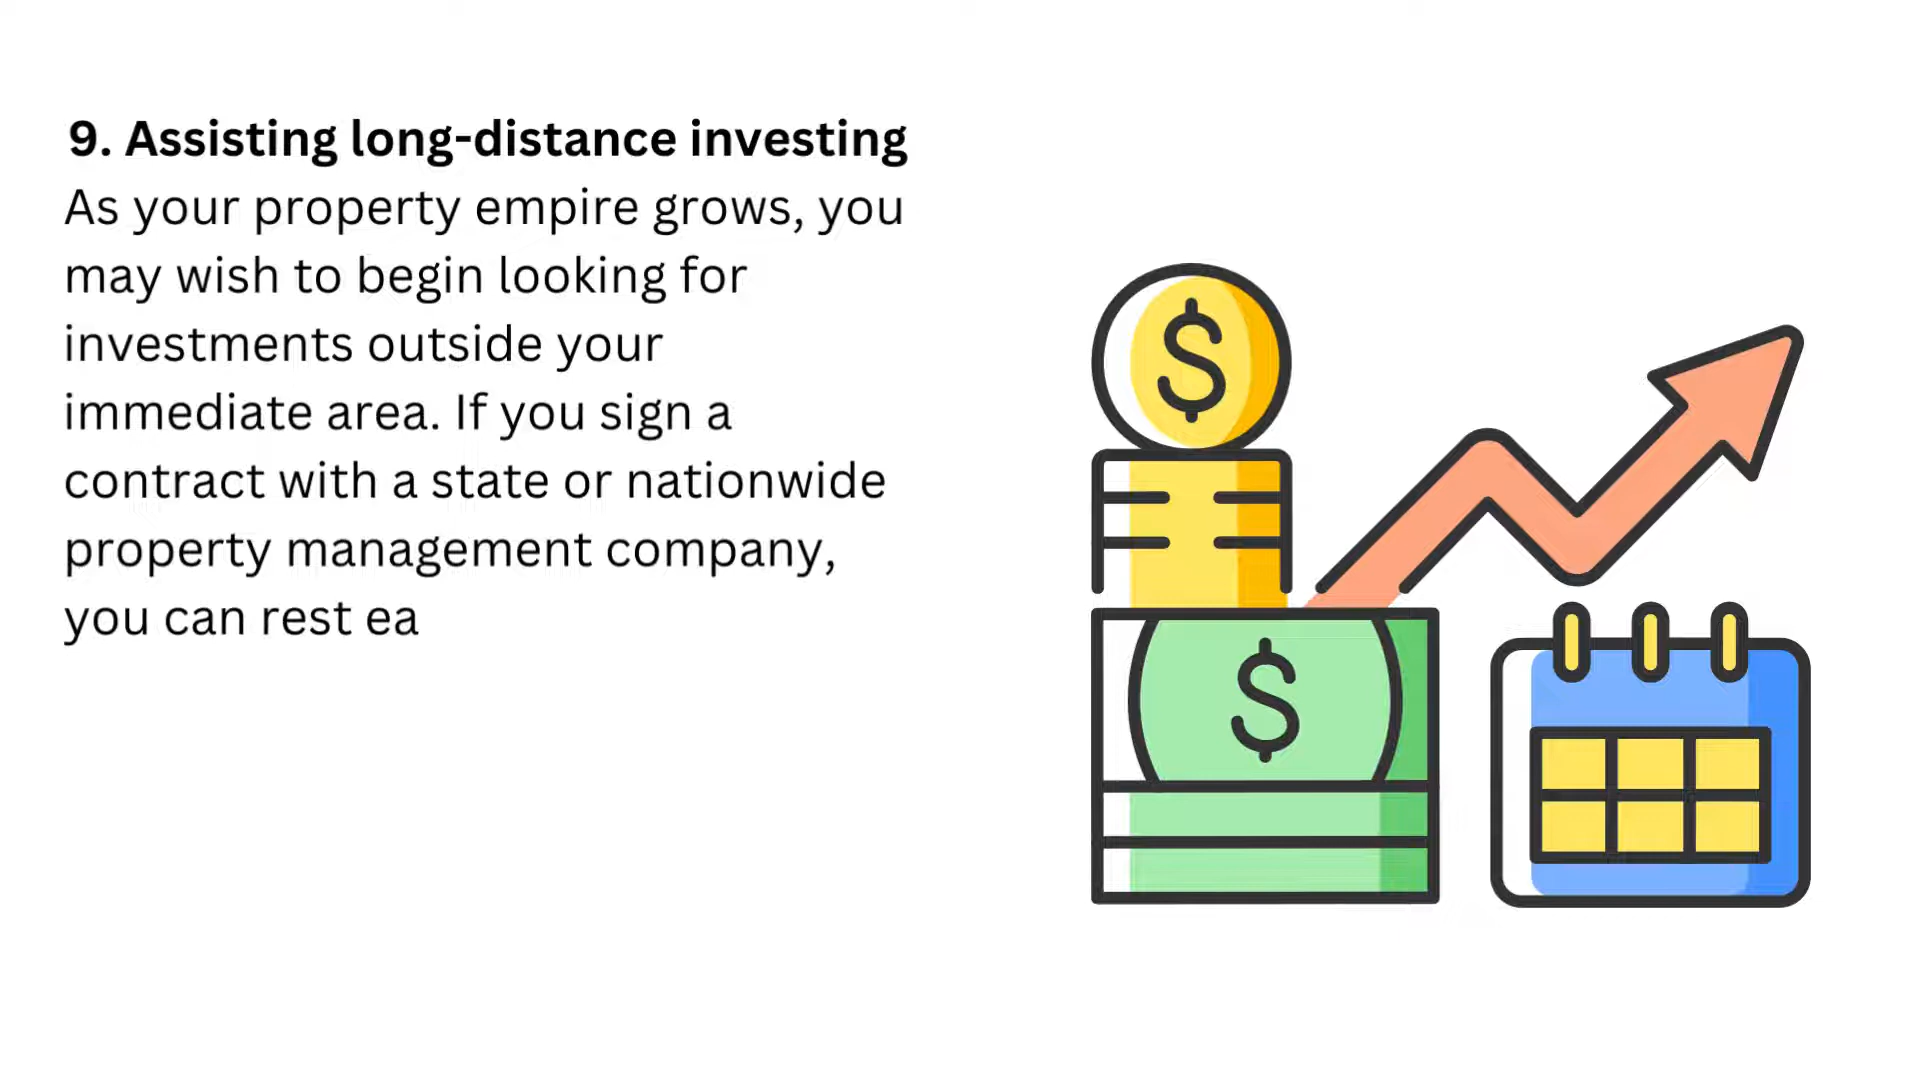 9. Assisting long-distance investing
As your property empire grows, you
may wish to begin looking for
investments outside your
immediate area. If you sign a
contract with a state or nationwide
property management company,
you can rest ea
$
$